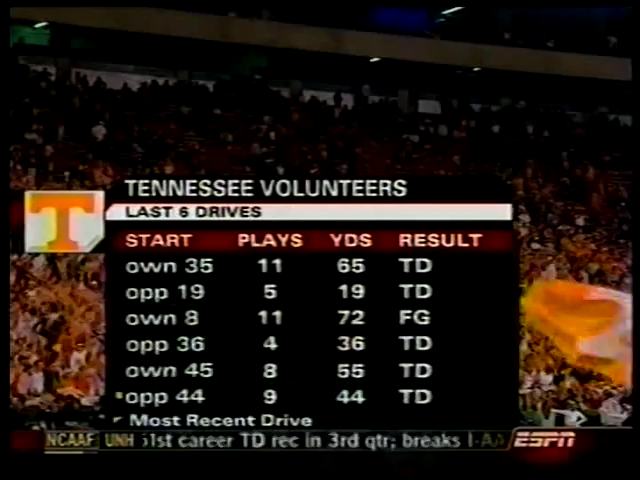 TENNESSEE VOLUNTEERS
LAST 6 DRIVES
T
START PLAYS YDS RESULT
own 35 11 65 TD
opp 19 5 19 TD
own 8 11 72 FG
opp 36 4 36 TD
own 45 8 55 TD
opp 44 9 44 TD
Most Recent Drive
NCAAF UNH 51st career TD rec in 3rd qtr; breaks I-AA ESPN